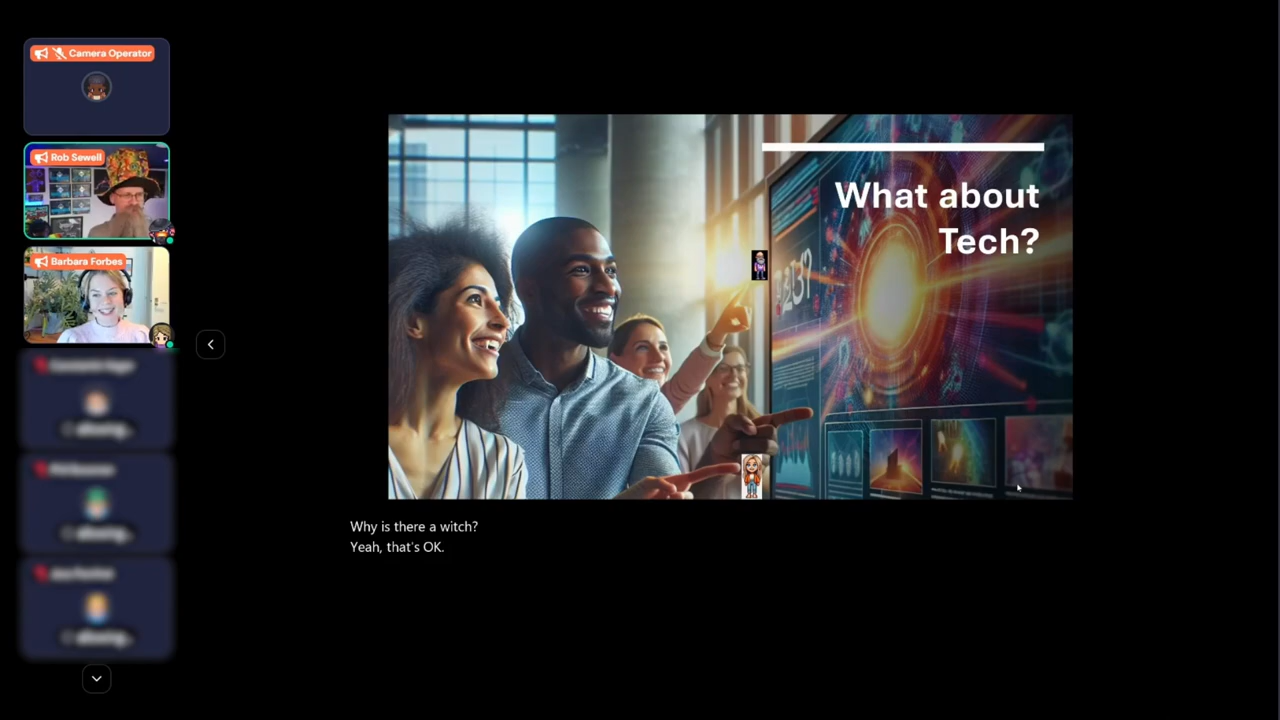 Camera Operator
Rob Sewell
Barbara Forbes
What about
Tech?
Why is there a witch?
Yeah, that's OK.